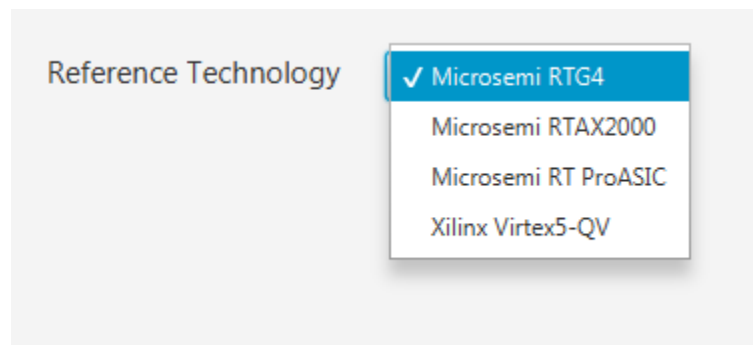 Reference Technology
✓ Microsemi RTG4
Microsemi RTAX2000
Microsemi RT ProASIC
Xilinx Virtex5-QV